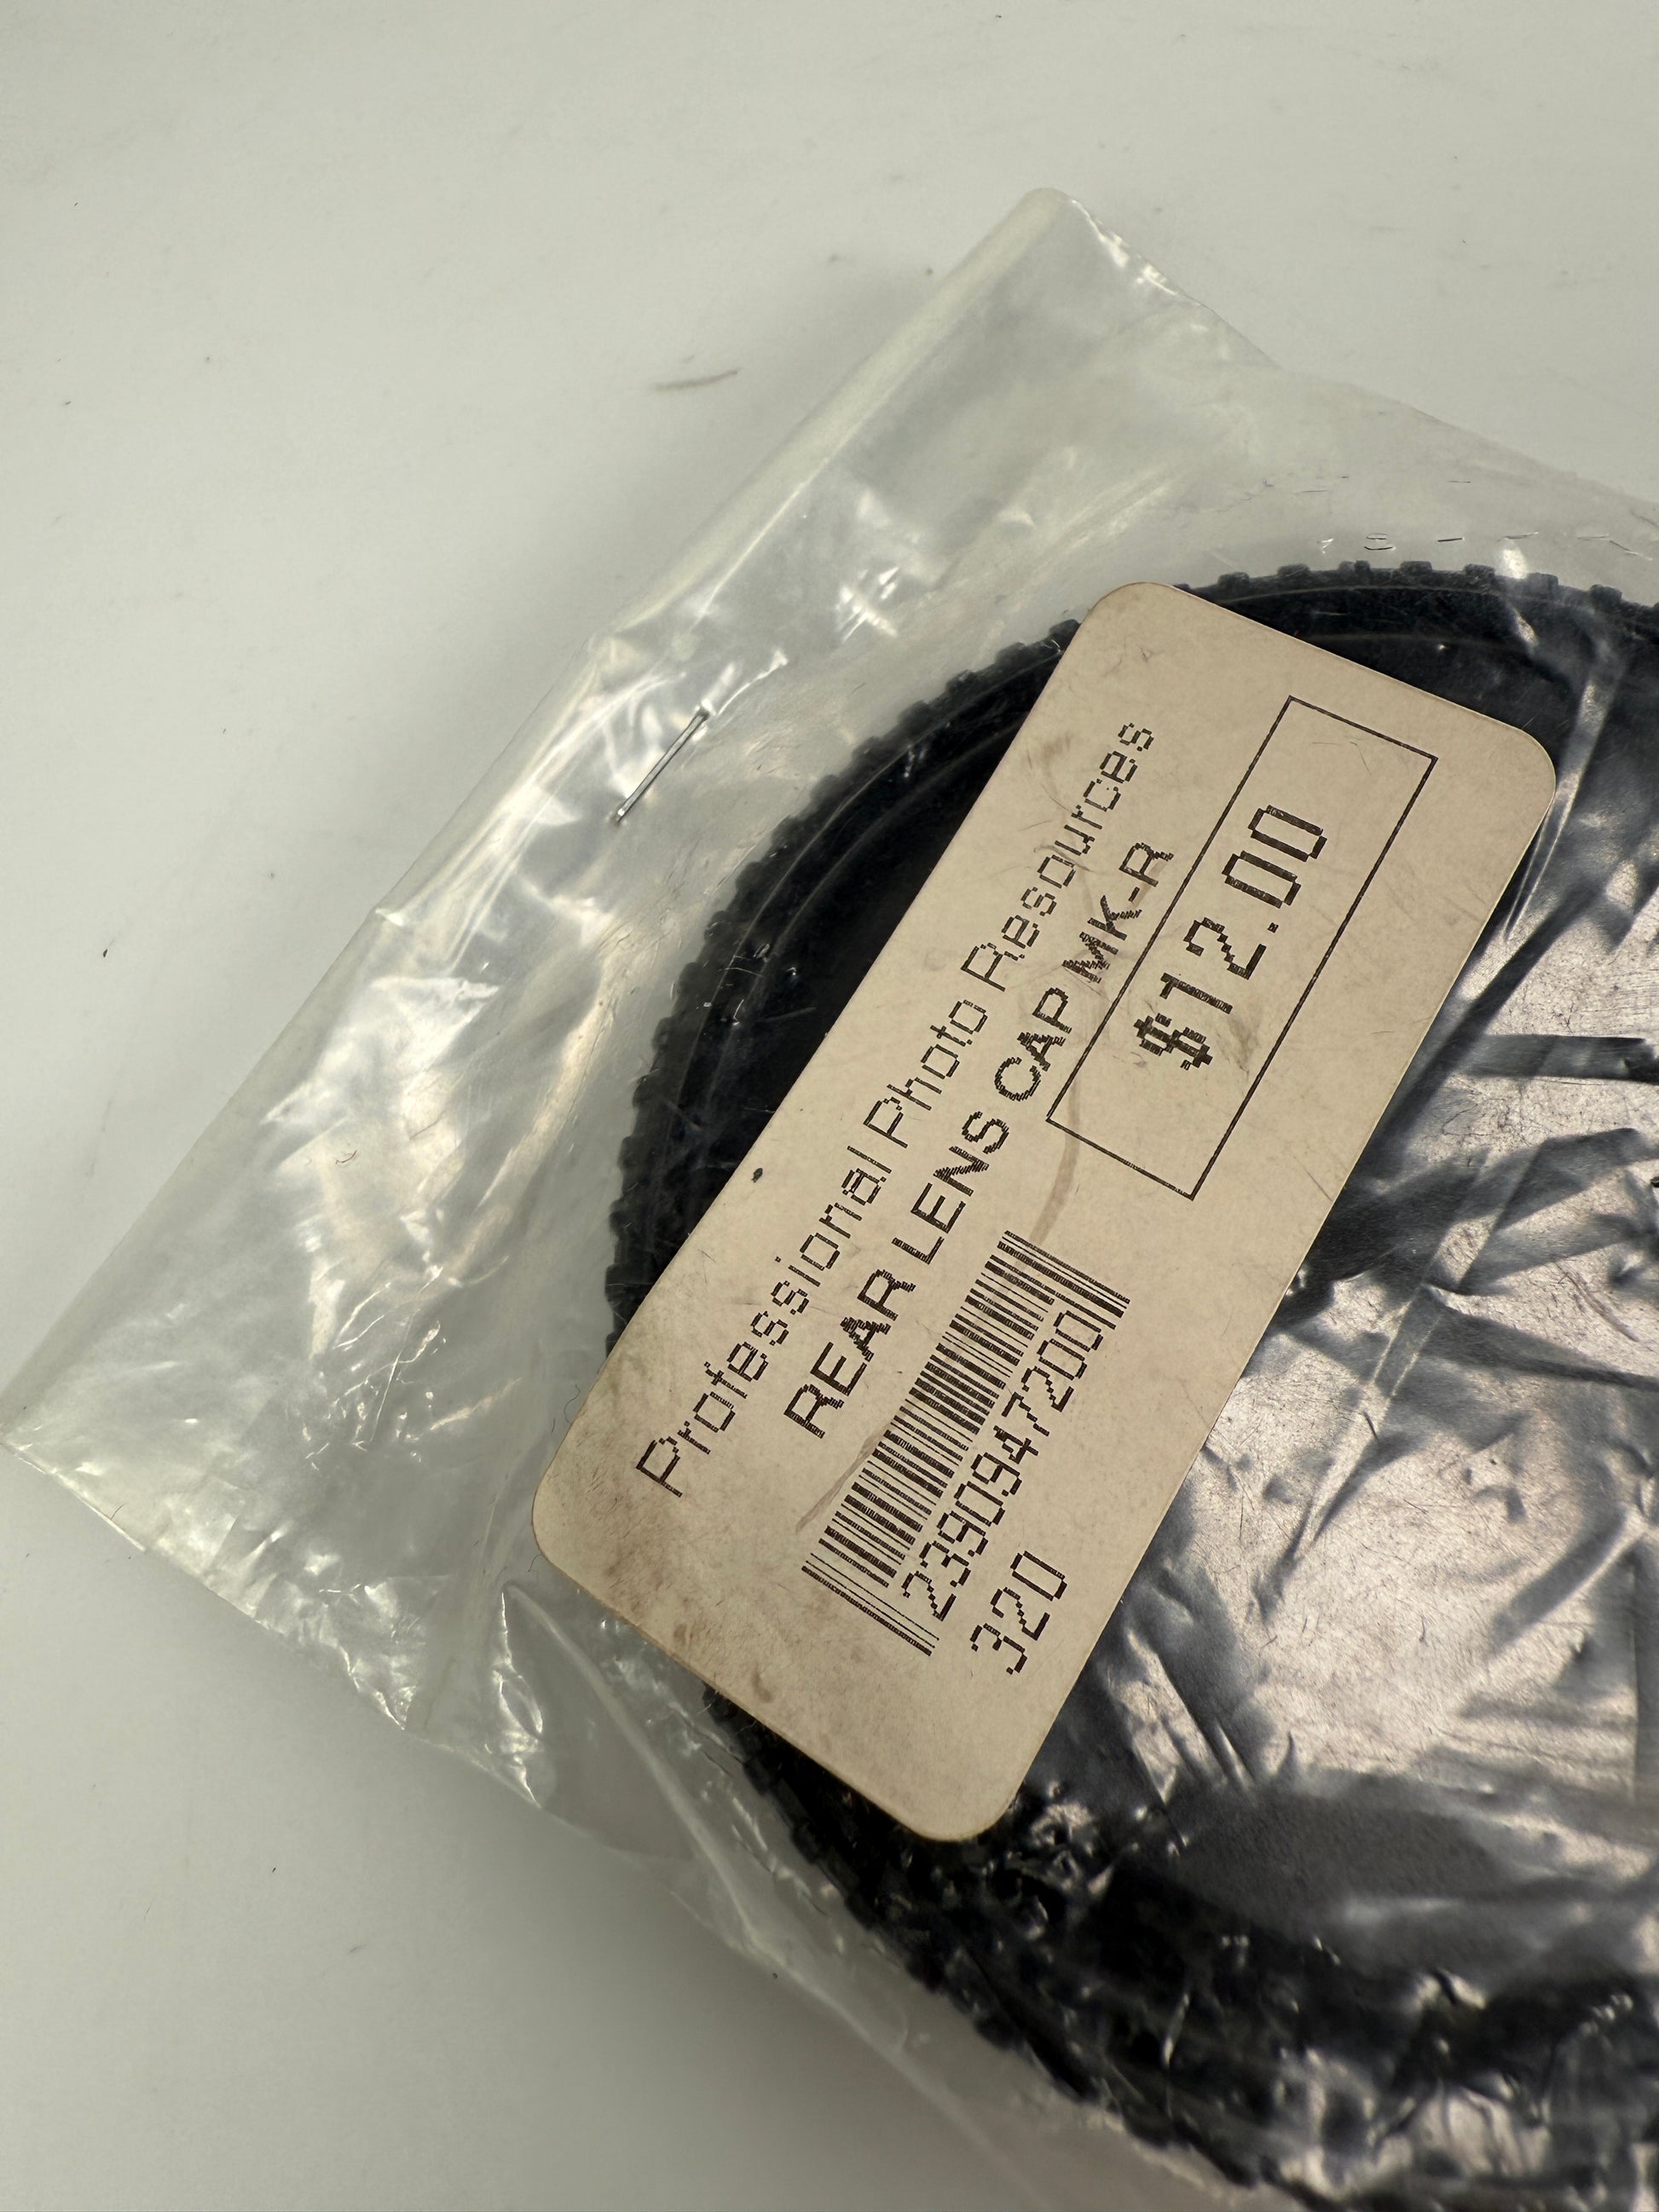 Professional Photo Resources
REAR LENS CAP MK-R
$12.00
2390947200
320